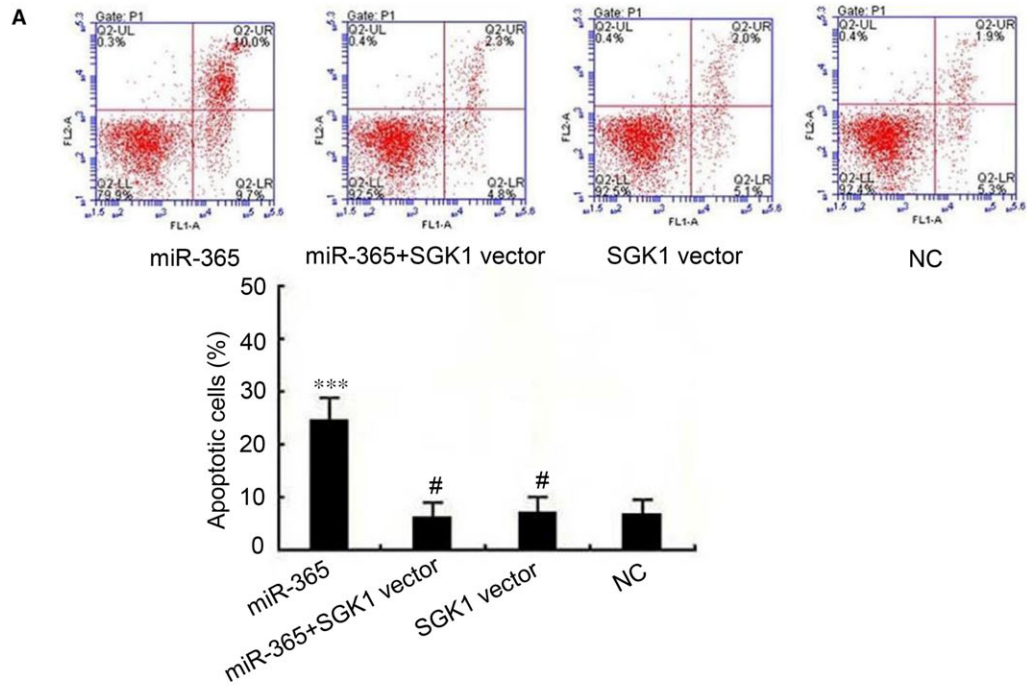 A
Gate: P1
Q2-UL
0.3%
Q2-UR
10.0%
Q2-LL
79.9%
Q2-LR
9.7%
FL2-A
FL1-A
miR-365
Gate: P1
Q2-UL
0.4%
Q2-UR
2.3%
Q2-LL
92.5%
Q2-LR
4.8%
FL2-A
FL1-A
miR-365+SGK1 vector
Gate: P1
Q2-UL
0.4%
Q2-UR
2.0%
Q2-LL
92.5%
Q2-LR
5.1%
FL2-A
FL1-A
SGK1 vector
Gate: P1
Q2-UL
0.4%
Q2-UR
1.9%
Q2-LL
92.4%
Q2-LR
5.3%
FL2-A
FL1-A
NC
Apoptotic cells (%)
50
40
30
20
10
0
***
#
#
miR-365
miR-365+SGK1 vector
SGK1 vector
NC